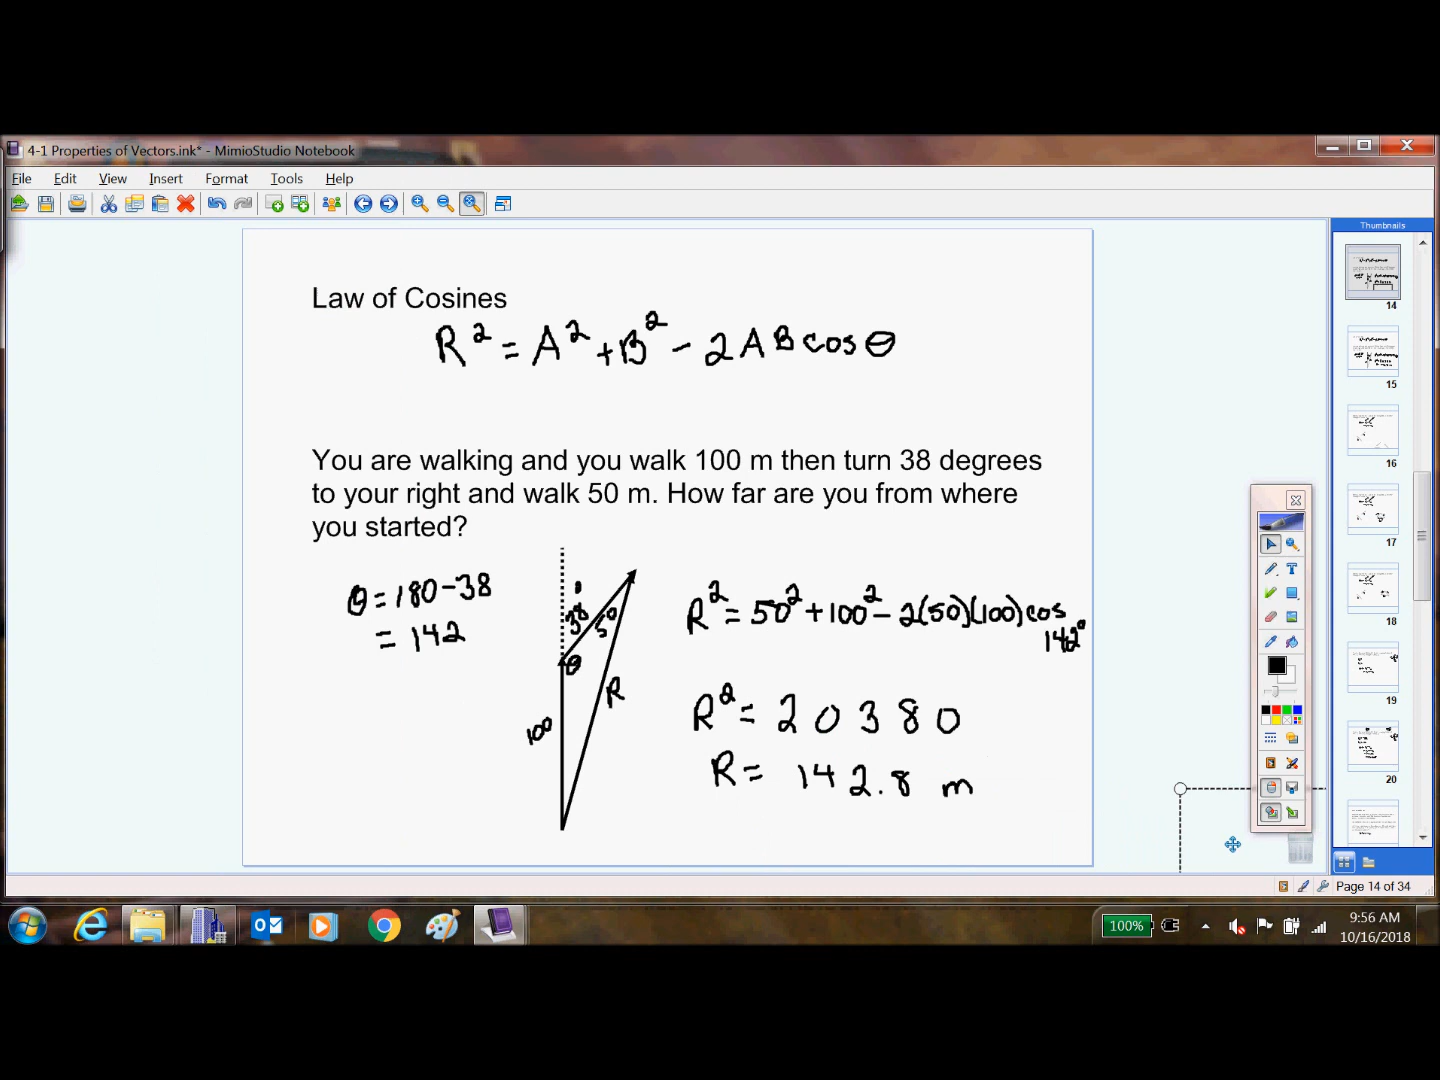 4-1 Properties of Vectors.ink* - MimioStudio Notebook
File Edit View Insert Format Tools Help
Thumbnails
Law of Cosines
R² = A² + B² - 2ABcosθ
You are walking and you walk 100 m then turn 38 degrees
to your right and walk 50 m. How far are you from where
you started?
θ = 180-38
= 142
38°
50
θ
R
100
R² = 50² + 100² - 2(50)(100)cos
142°
R² = 20380
R = 142.8 m
14
15
16
17
18
19
20
T
Page 14 of 34
100%
9:56 AM
10/16/2018